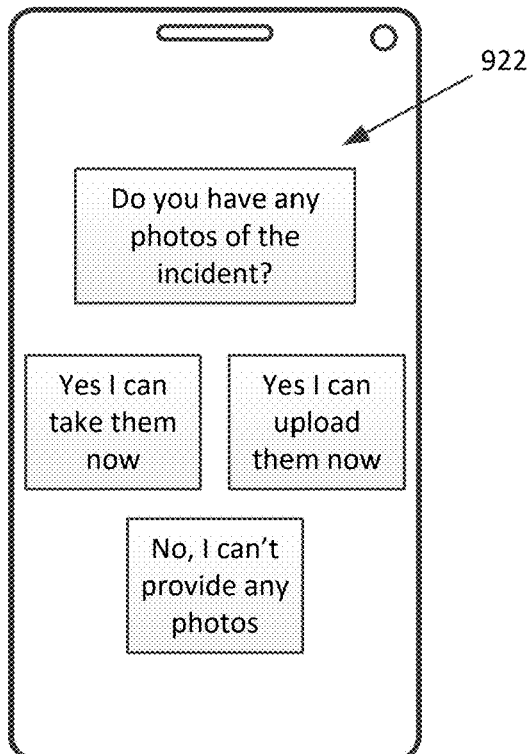 922
Do you have any
photos of the
incident?
Yes I can
take them
now
Yes I can
upload
them now
No, I can't
provide any
photos